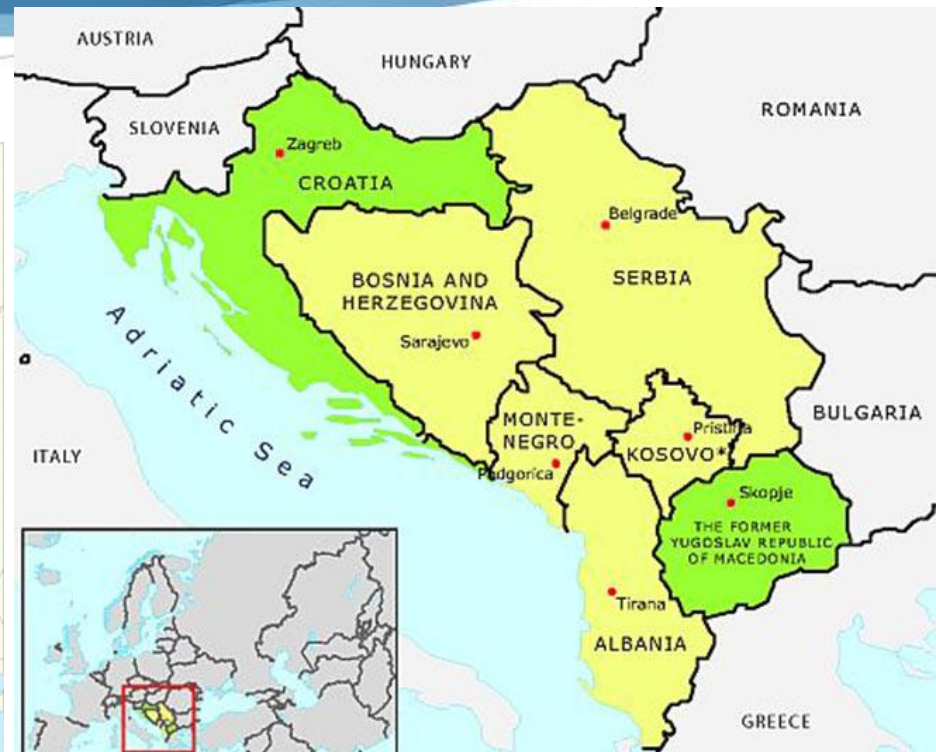 AUSTRIA
HUNGARY
ROMANIA
SLOVENIA
Zagreb
CROATIA
Belgrade
SERBIA
BOSNIA AND
HERZEGOVINA
Sarajevo
Adriatic Sea
MONTE-
NEGRO
Podgorica
Pristina
KOSOVO*
BULGARIA
ITALY
Skopje
THE FORMER
YUGOSLAV REPUBLIC
OF MACEDONIA
Tirana
ALBANIA
GREECE